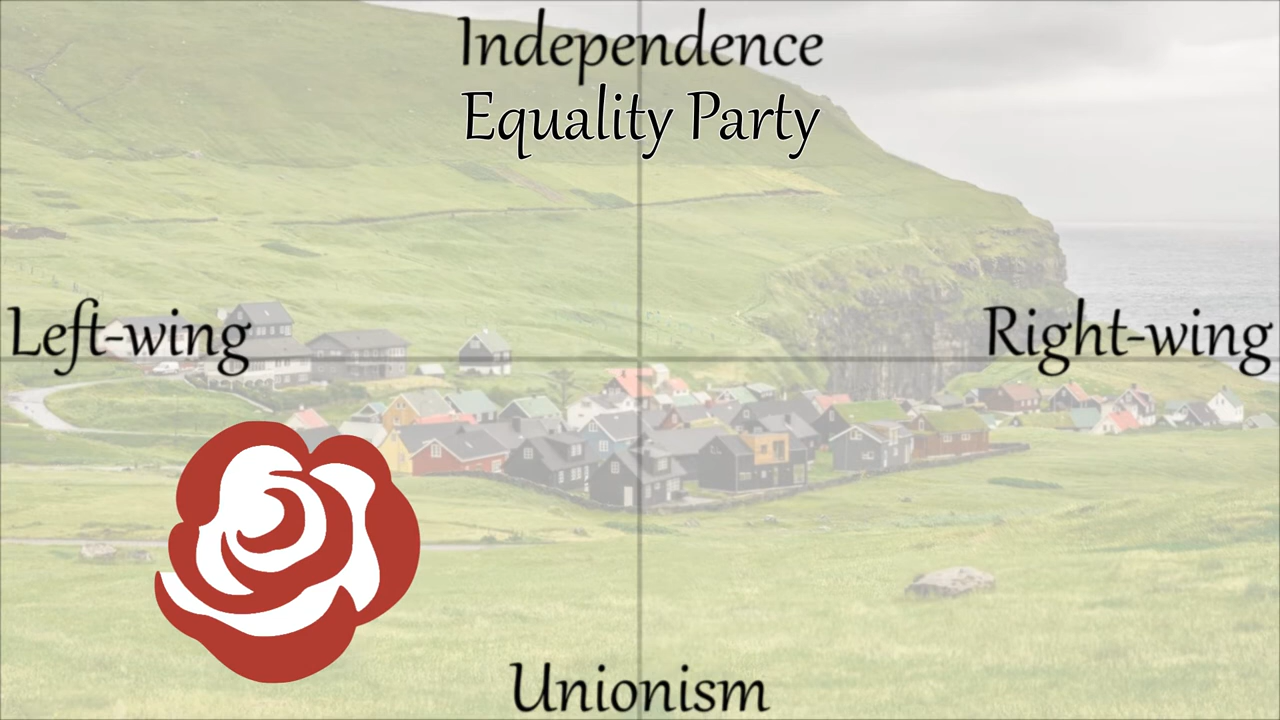 Independence
Equality Party
Left-wing
Right-wing
Unionism